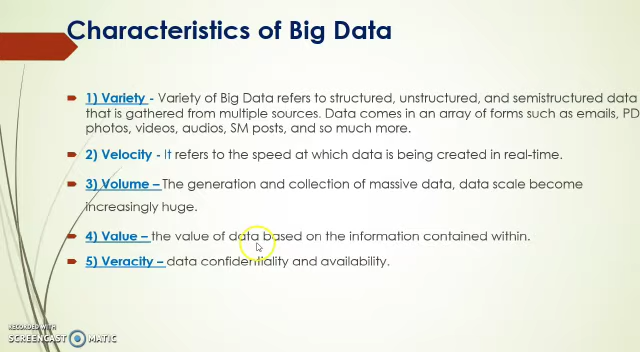 Characteristics of Big Data
1) Variety - Variety of Big Data refers to structured, unstructured, and semistructured data
that is gathered from multiple sources. Data comes in an array of forms such as emails, PD
photos, videos, audios, SM posts, and so much more.
2) Velocity - It refers to the speed at which data is being created in real-time.
3) Volume – The generation and collection of massive data, data scale become
increasingly huge.
4) Value – the value of data based on the information contained within.
5) Veracity – data confidentiality and availability.
RECORDED WITH
SCREENCAST MATIC